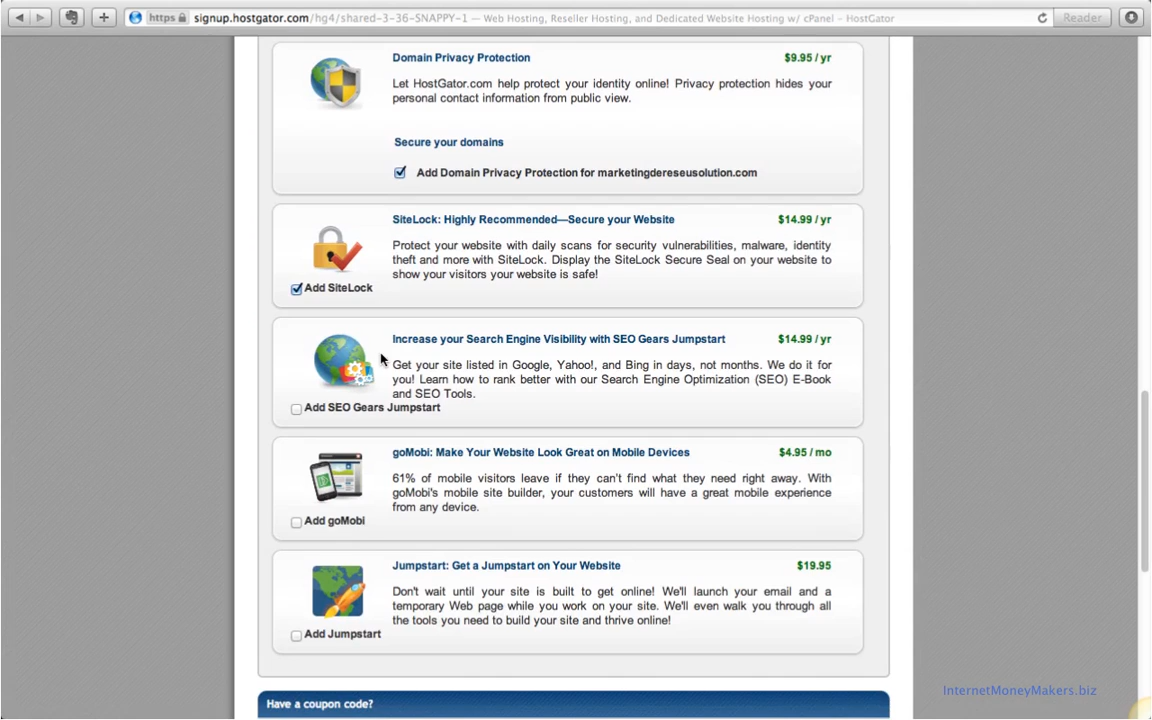 https signup.hostgator.com/hg4/shared-3-36-SNAPPY-1 — Web Hosting, Reseller Hosting, and Dedicated Website Hosting w/ cPanel – HostGator Reader
Domain Privacy Protection $9.95 / yr
Let HostGator.com help protect your identity online! Privacy protection hides your
personal contact information from public view.
Secure your domains
Add Domain Privacy Protection for marketingdereseusolution.com
SiteLock: Highly Recommended—Secure your Website $14.99 / yr
Protect your website with daily scans for security vulnerabilities, malware, identity
theft and more with SiteLock. Display the SiteLock Secure Seal on your website to
show your visitors your website is safe!
Add SiteLock
Increase your Search Engine Visibility with SEO Gears Jumpstart $14.99 / yr
Get your site listed in Google, Yahoo!, and Bing in days, not months. We do it for
you! Learn how to rank better with our Search Engine Optimization (SEO) E-Book
and SEO Tools.
Add SEO Gears Jumpstart
goMobi: Make Your Website Look Great on Mobile Devices $4.95 / mo
61% of mobile visitors leave if they can't find what they need right away. With
goMobi's mobile site builder, your customers will have a great mobile experience
from any device.
Add goMobi
Jumpstart: Get a Jumpstart on Your Website $19.95
Don't wait until your site is built to get online! We'll launch your email and a
temporary Web page while you work on your site. We'll even walk you through all
the tools you need to build your site and thrive online!
Add Jumpstart
Have a coupon code?
InternetMoneyMakers.biz